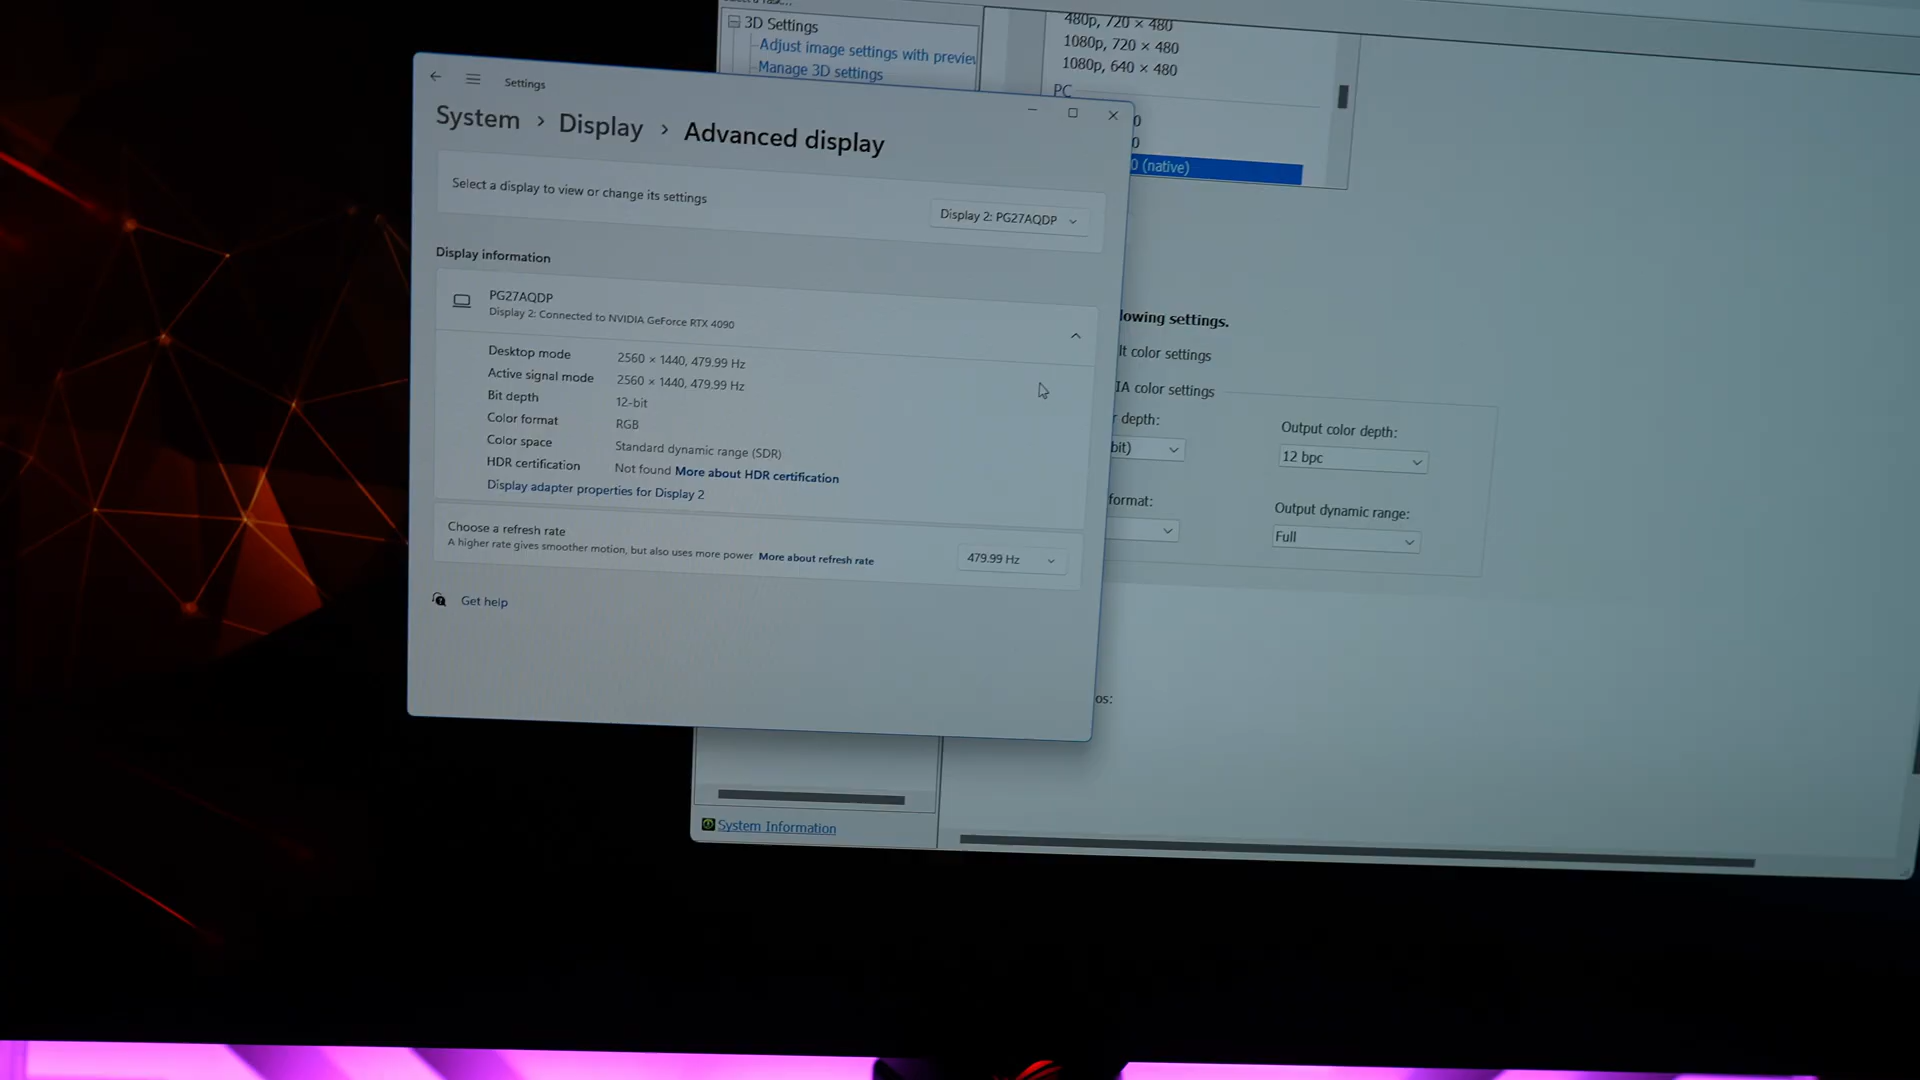 3D Settings
Adjust image settings with previe
Manage 3D settings
480p, 720 × 480
1080p, 720 × 480
1080p, 640 × 480
PC
0
0
0 (native)
Settings
System › Display › Advanced display
Select a display to view or change its settings
Display 2: PG27AQDP
Display information
PG27AQDP
Display 2: Connected to NVIDIA GeForce RTX 4090
Desktop mode 2560 × 1440, 479.99 Hz
Active signal mode 2560 × 1440, 479.99 Hz
Bit depth 12-bit
Color format RGB
Color space Standard dynamic range (SDR)
HDR certification Not found More about HDR certification
Display adapter properties for Display 2
Choose a refresh rate
A higher rate gives smoother motion, but also uses more power More about refresh rate
479.99 Hz
Get help
lowing settings.
lt color settings
IA color settings
r depth:
bit)
Output color depth:
12 bpc
format:
Output dynamic range:
Full
os:
System Information